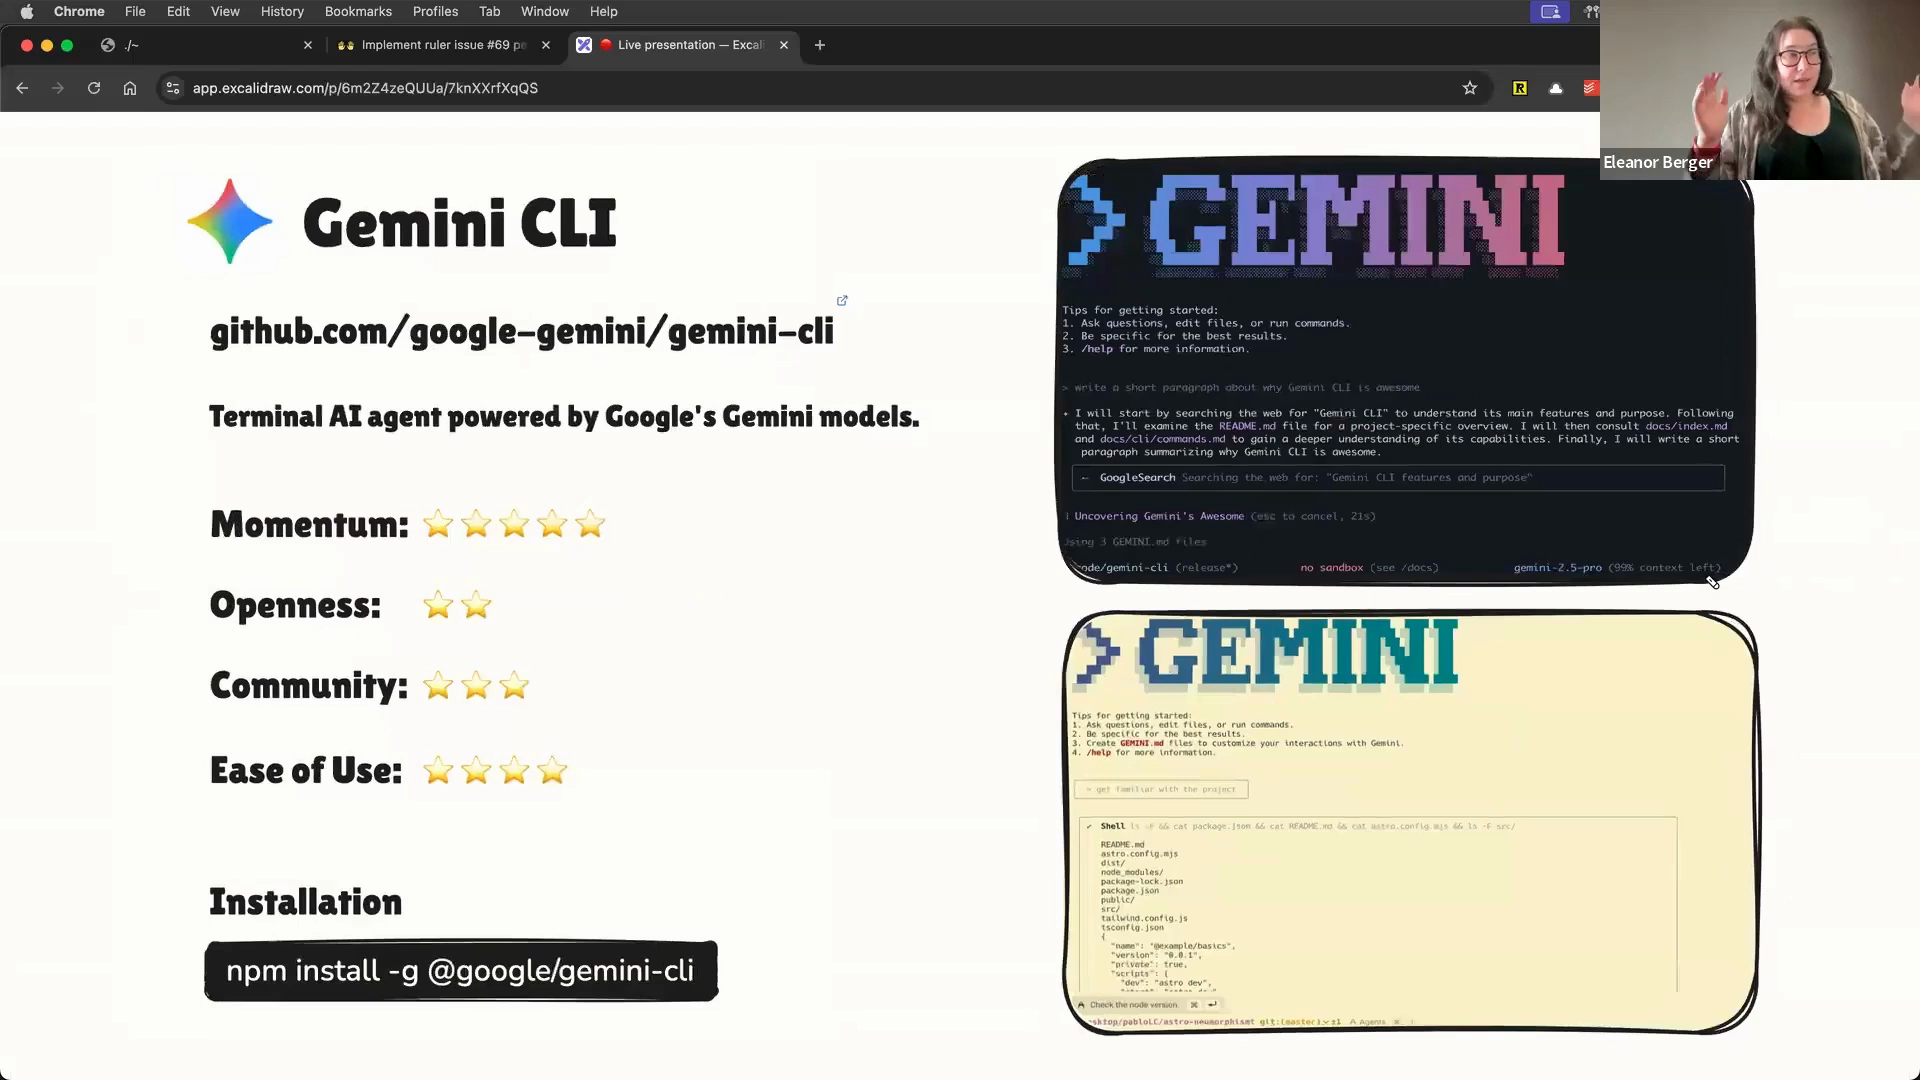 Chrome File Edit View History Bookmarks Profiles Tab Window Help
./~
Implement ruler issue #69 pe
Live presentation — Excali
app.excalidraw.com/p/6m2Z4zeQUUa/7knXXrfXqQS
Eleanor Berger
Gemini CLI
github.com/google-gemini/gemini-cli
Terminal AI agent powered by Google's Gemini models.
Momentum:
Openness:
Community:
Ease of Use:
Installation
npm install -g @google/gemini-cli
> GEMINI
Tips for getting started:
1. Ask questions, edit files, or run commands.
2. Be specific for the best results.
3. /help for more information.
> write a short paragraph about why Gemini CLI is awesome
✦ I will start by searching the web for "Gemini CLI" to understand its main features and purpose. Following
that, I'll examine the README.md file for a project-specific overview. I will then consult docs/index.md
and docs/cli/commands.md to gain a deeper understanding of its capabilities. Finally, I will write a short
paragraph summarizing why Gemini CLI is awesome.
← GoogleSearch Searching the web for: "Gemini CLI features and purpose"
Uncovering Gemini's Awesome (esc to cancel, 21s)
Using 3 GEMINI.md files
code/gemini-cli (release*) no sandbox (see /docs) gemini-2.5-pro (99% context left)
> GEMINI
Tips for getting started:
1. Ask questions, edit files, or run commands.
2. Be specific for the best results.
3. Create GEMINI.md files to customize your interactions with Gemini.
4. /help for more information.
> get familiar with the project
✔ Shell ls -F && cat package.json && cat README.md && cat astro.config.mjs && ls -F src/
README.md
astro.config.mjs
dist/
node_modules/
package-lock.json
package.json
public/
src/
tailwind.config.js
tsconfig.json
{
"name": "@example/basics",
"version": "0.0.1",
"private": true,
"scripts": {
"dev": "astro dev",
Check the node version.
esktop/pabloLC/astro-neumorphismt git:(master) ±1 Agents